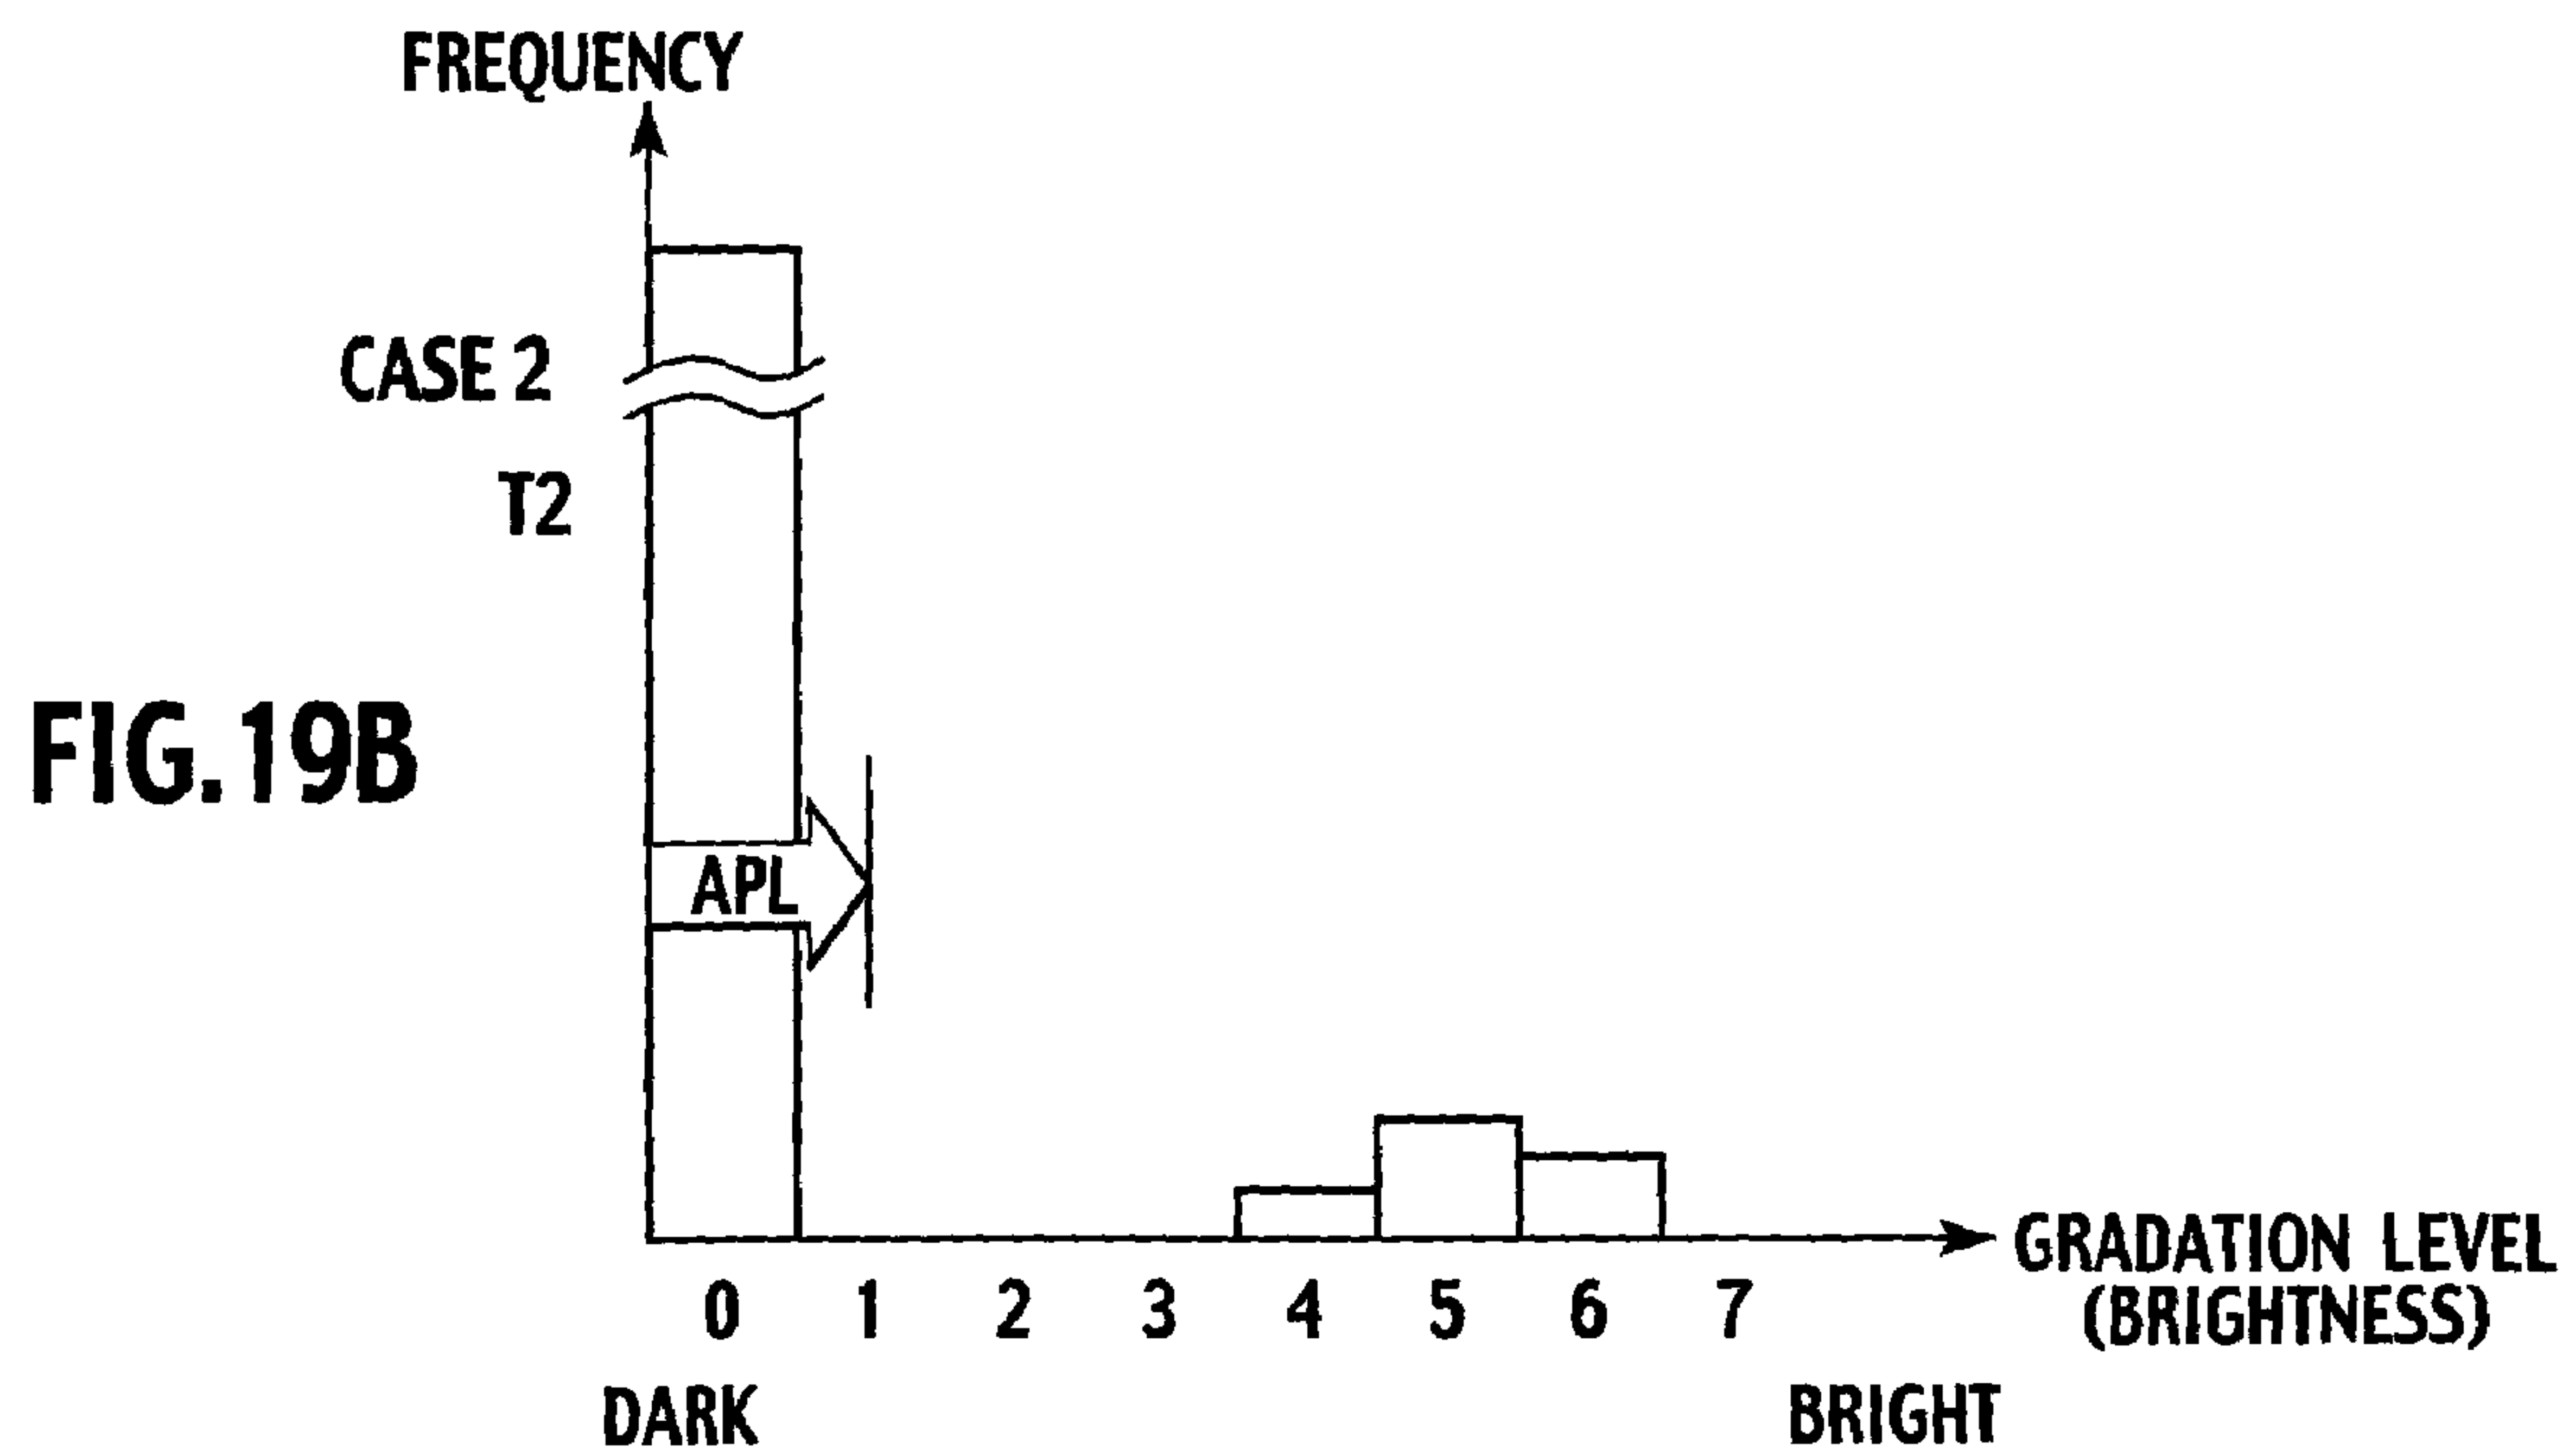 FREQUENCY
CASE 2
T2
FIG.19B
APL
GRADATION LEVEL
(BRIGHTNESS)
0 1 2 3 4 5 6 7
DARK BRIGHT